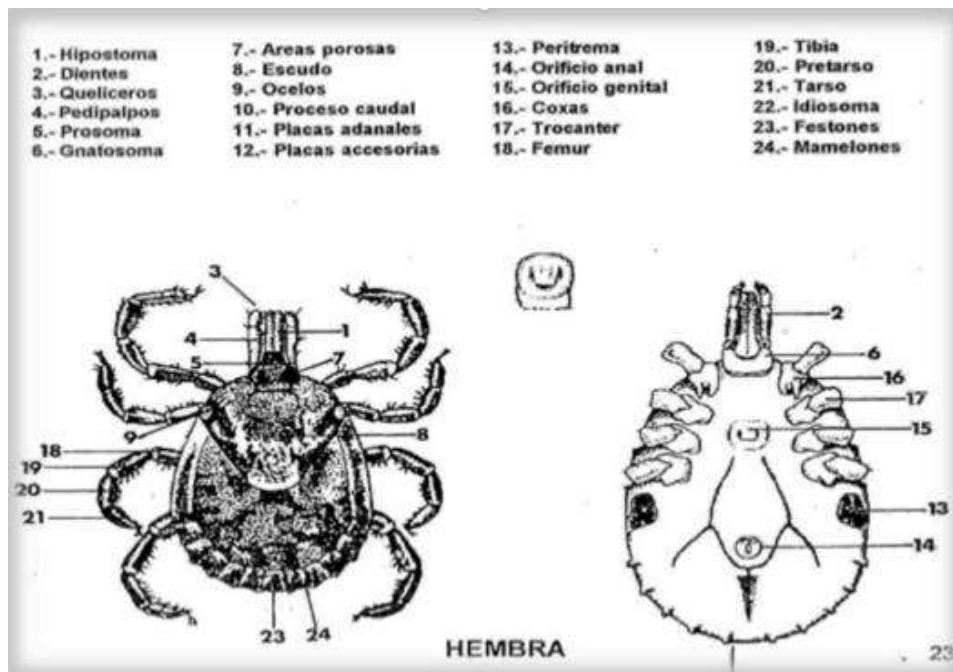 1.- Hipostoma
2.- Dientes
3.- Queliceros
4.- Pedipalpos
5.- Prosoma
6.- Gnatosoma
7.- Areas porosas
8.- Escudo
9.- Ocelos
10.- Proceso caudal
11.- Placas adanales
12.- Placas accesorias
13.- Peritrema
14.- Orificio anal
15.- Orificio genital
16.- Coxas
17.- Trocanter
18.- Femur
19.- Tibia
20.- Pretarso
21.- Tarso
22.- Idiosoma
23.- Festones
24.- Mamelones
3
4
1
5
7
9
8
18
19
20
21
23
24
2
6
16
17
15
13
14
HEMBRA
23